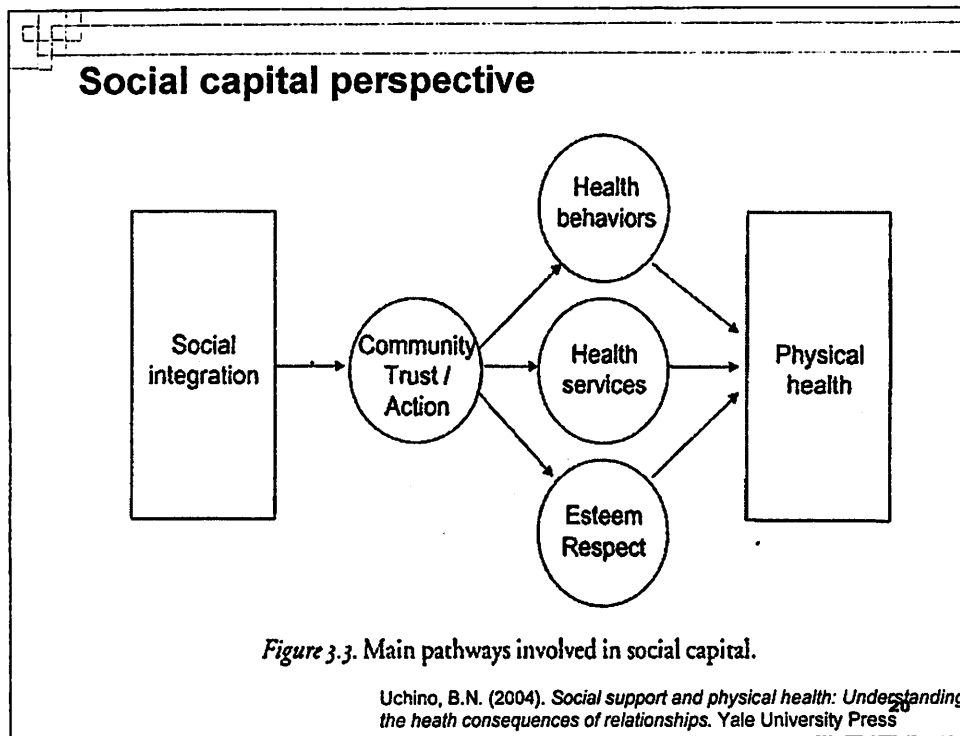 Social capital perspective
Health
behaviors
Social
integration
Community
Trust /
Action
Health
services
Physical
health
Esteem
Respect
Figure 3.3. Main pathways involved in social capital.
Uchino, B.N. (2004). Social support and physical health: Understanding
the heath consequences of relationships. Yale University Press
20